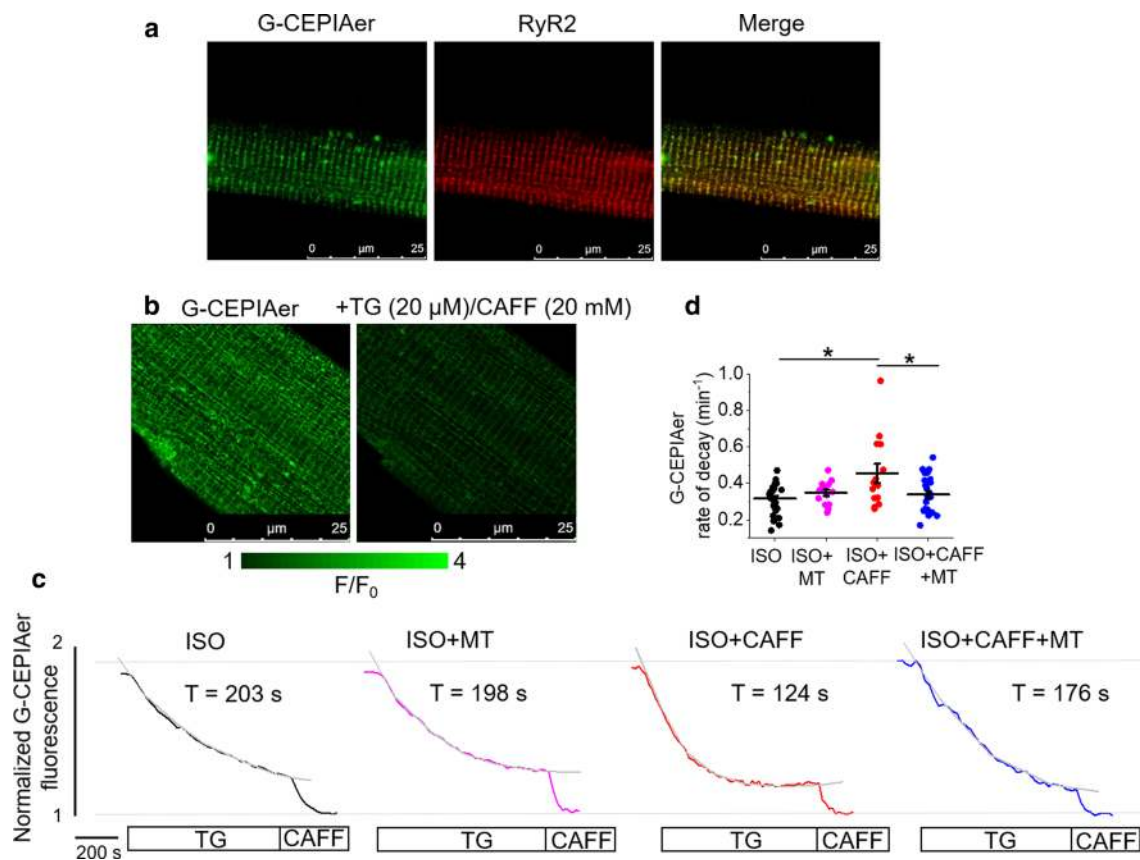 a
G-CEPIAer RyR2 Merge
0 µm 25 0 µm 25 0 µm 25
b
G-CEPIAer +TG (20 µM)/CAFF (20 mM)
0 µm 25 0 µm 25
1 4
F/F0
d
* *
G-CEPIAer
rate of decay (min⁻¹)
1.0
0.8
0.6
0.4
0.2
ISO ISO+ ISO+ ISO+CAFF
MT CAFF +MT
c
Normalized G-CEPIAer
fluorescence
2
1
ISO ISO+MT ISO+CAFF ISO+CAFF+MT
T = 203 s T = 198 s T = 124 s T = 176 s
TG CAFF TG CAFF TG CAFF TG CAFF
200 s